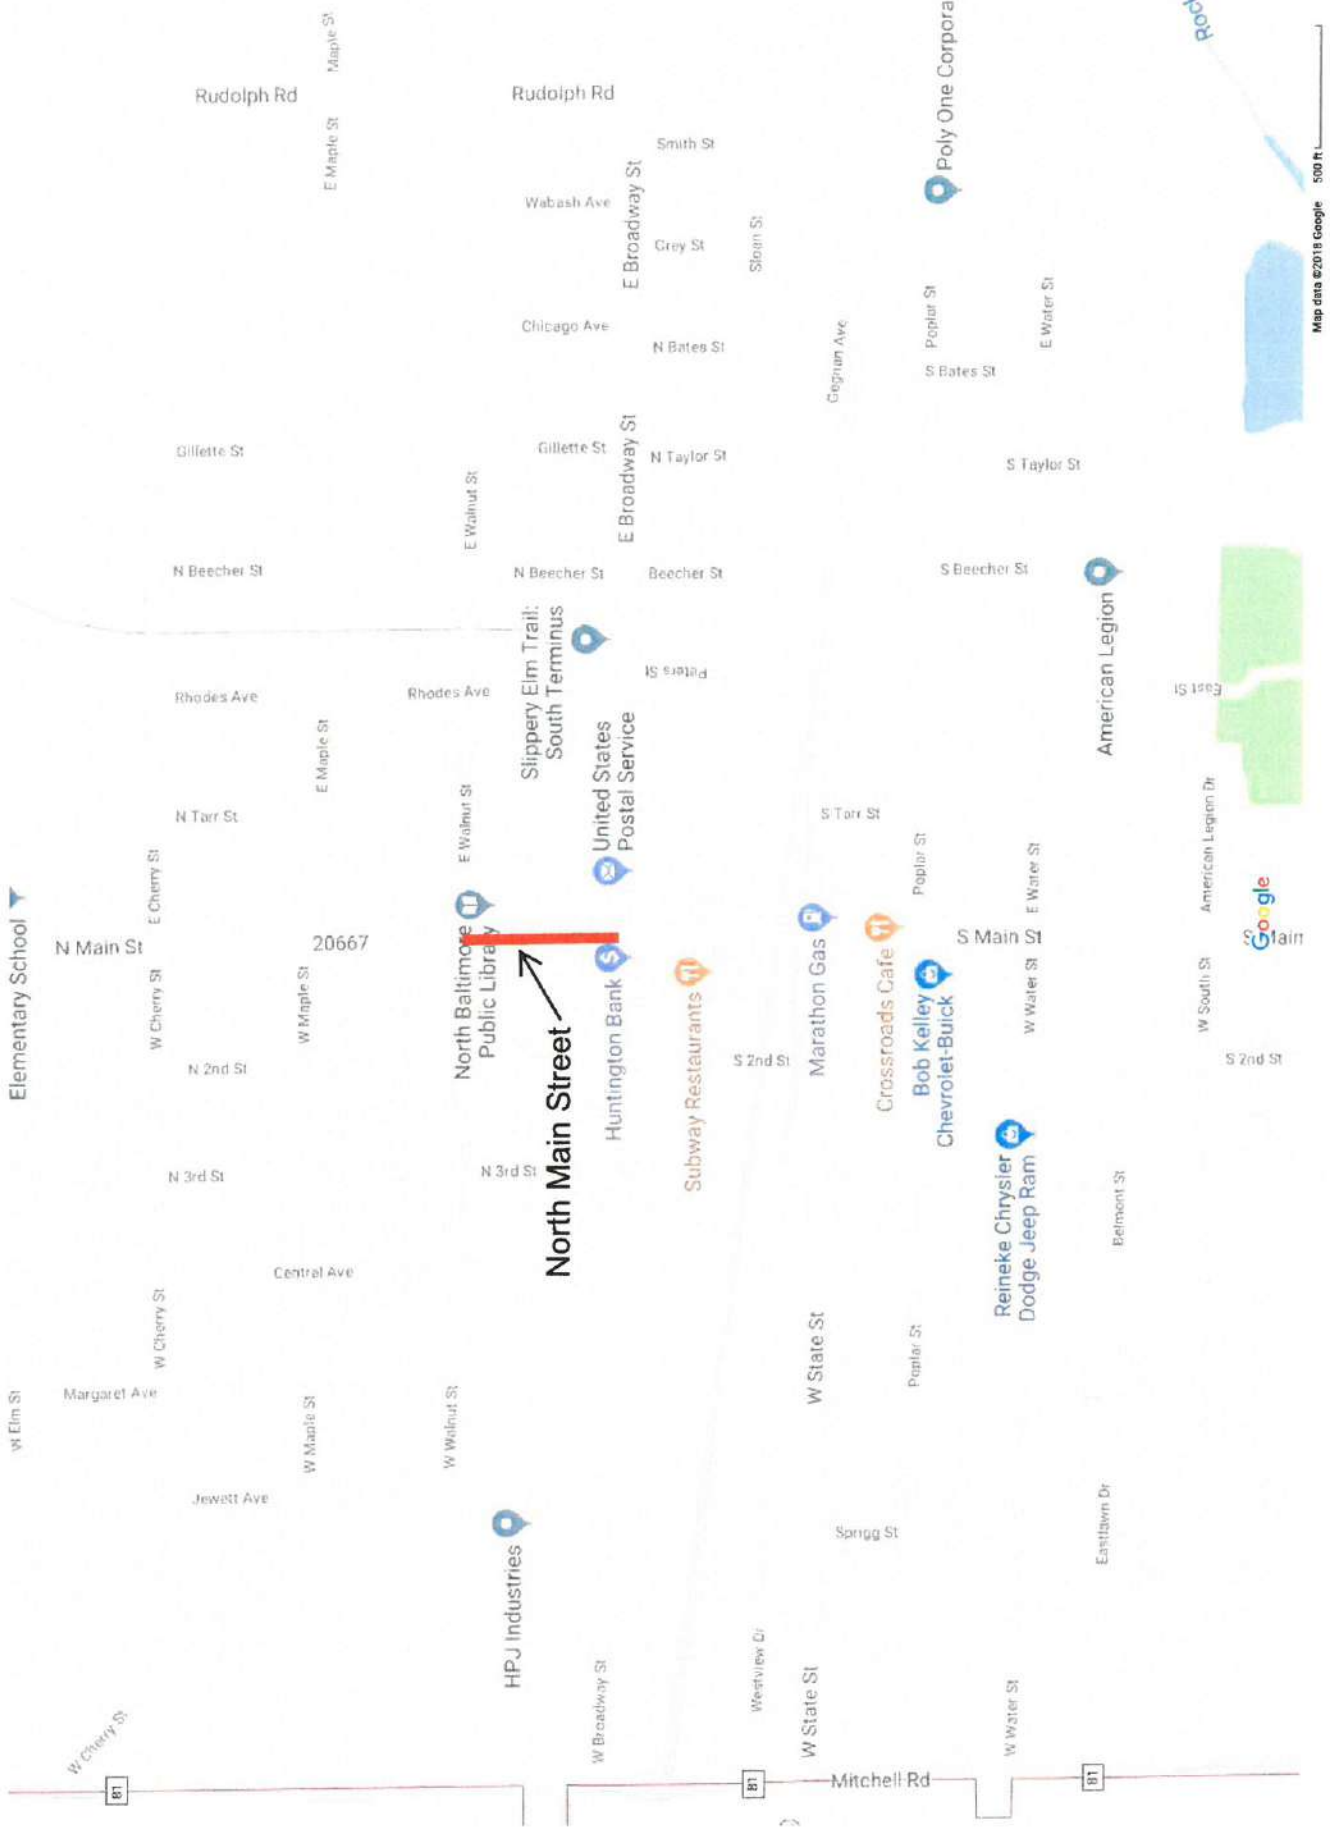 W Elm St
Elementary School
N Main St
Margaret Ave
W Cherry St
81
W Cherry St
W Cherry St
E Cherry St
Jewett Ave
N 3rd St
N 2nd St
N Tarr St
Rhodes Ave
N Beecher St
Gillette St
Rudolph Rd
Central Ave
W Maple St
W Maple St
20667
E Maple St
E Maple St
Maple St
W Walnut St
Rhodes Ave
North Baltimore
Public Library
E Walnut St
E Walnut St
HPJ Industries
N 3rd St
Slippery Elm Trail:
South Terminus
N Beecher St
Gillette St
Chicago Ave
Wabash Ave
Rudolph Rd
North Main Street
W Broadway St
Huntington Bank
United States
Postal Service
E Broadway St
E Broadway St
Subway Restaurants
Peters St
Beecher St
N Taylor St
N Bates St
Grey St
Smith St
81
Westview Dr
S 2nd St
Sloan St
W State St
W State St
Marathon Gas
S Tarr St
Gegnan Ave
Mitchell Rd
Sprigg St
Crossroads Cafe
Poplar St
Bob Kelley
Chevrolet-Buick
Poplar St
S Bates St
Poplar St
Poly One Corpora
S Main St
S Beecher St
W Water St
Reineke Chrysler
Dodge Jeep Ram
W Water St
E Water St
S Taylor St
E Water St
81
Eastlawn Dr
Belmont St
American Legion
East St
W South St
American Legion Dr
Roc
S 2nd St
S Main
Google
Map data ©2018 Google 500 ft